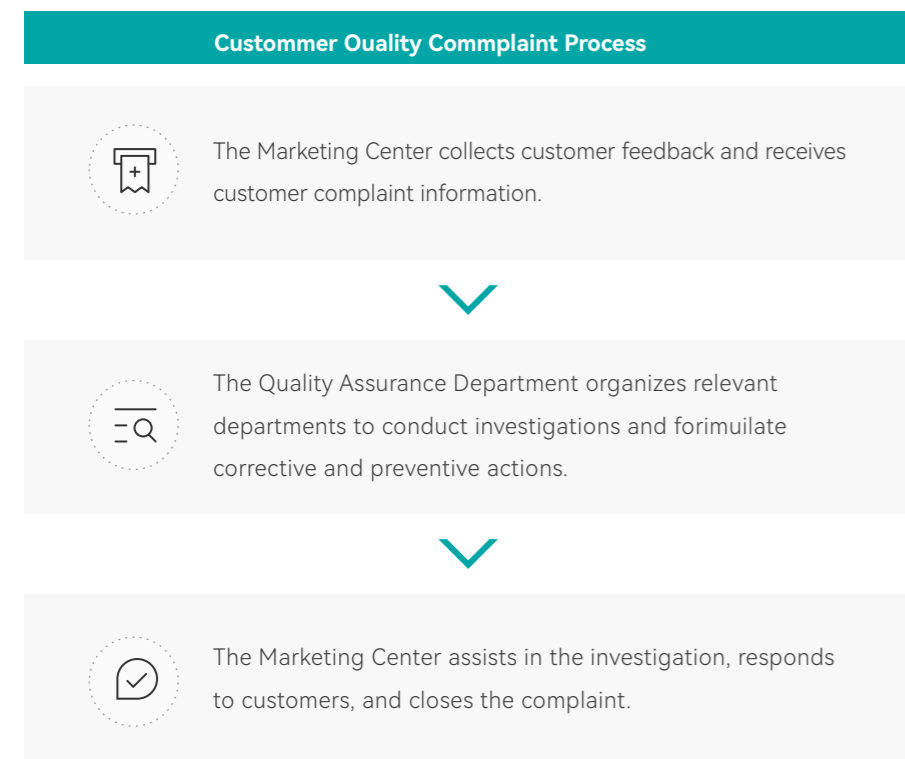 Custommer Ouality Commplaint Process
The Marketing Center collects customer feedback and receives
customer complaint information.
The Quality Assurance Department organizes relevant
departments to conduct investigations and forimuilate
corrective and preventive actions.
The Marketing Center assists in the investigation, responds
to customers, and closes the complaint.